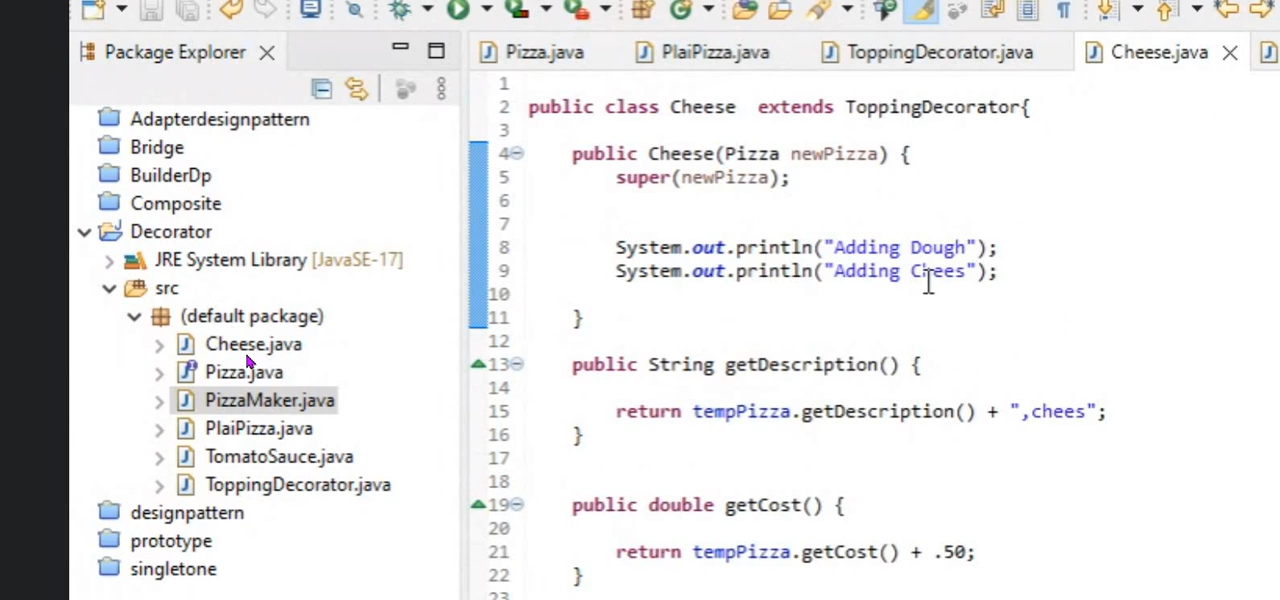 Package Explorer
Adapterdesignpattern
Bridge
BuilderDp
Composite
Decorator
JRE System Library [JavaSE-17]
src
(default package)
Cheese.java
Pizza.java
PizzaMaker.java
PlaiPizza.java
TomatoSauce.java
ToppingDecorator.java
designpattern
prototype
singletone
Pizza.java PlaiPizza.java ToppingDecorator.java Cheese.java
1
2 public class Cheese  extends ToppingDecorator{
3
4 public Cheese(Pizza newPizza) {
5 super(newPizza);
6
7
8 System.out.println("Adding Dough");
9 System.out.println("Adding Chees");
10
11 }
12
13 public String getDescription() {
14
15 return tempPizza.getDescription() + ",chees";
16 }
17
18
19 public double getCost() {
20
21 return tempPizza.getCost() + .50;
22 }
23